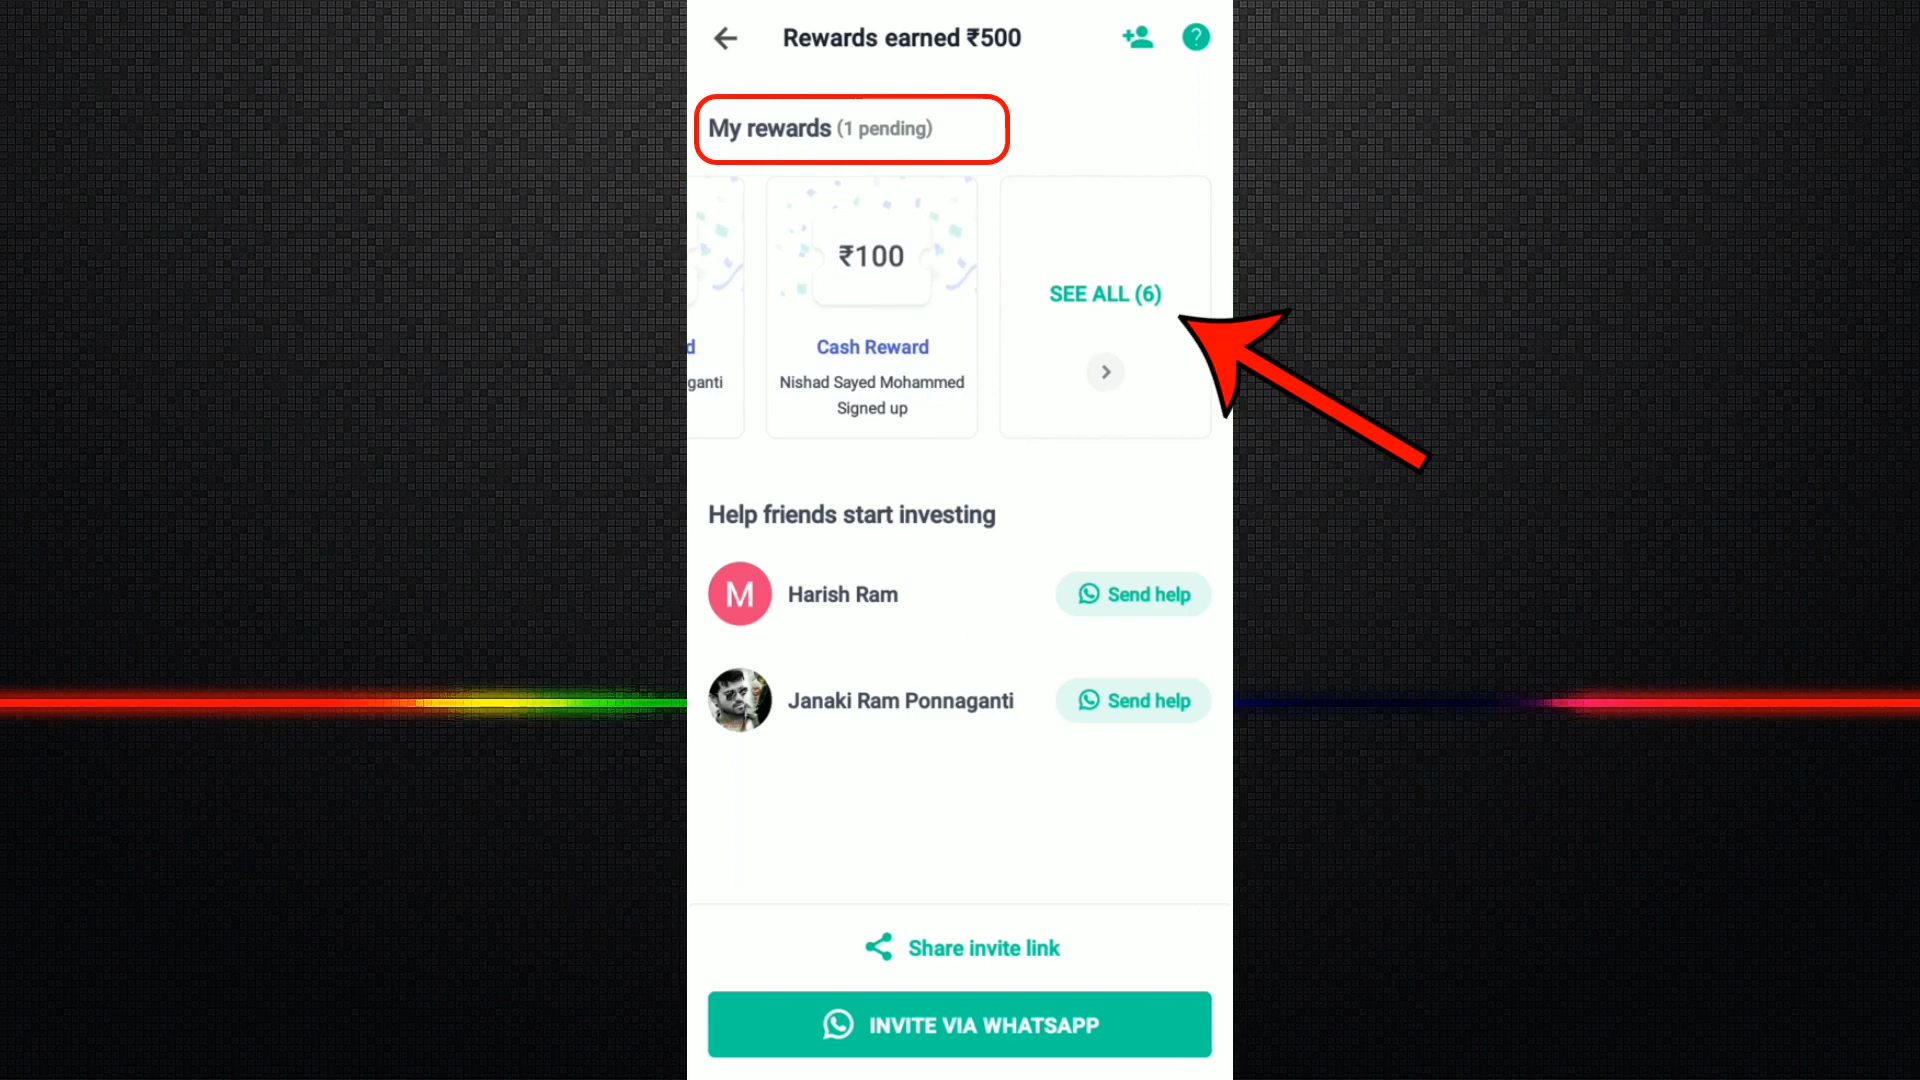 Rewards earned ₹500
?
My rewards (1 pending)
₹100
SEE ALL (6)
d
Cash Reward
ganti
Nishad Sayed Mohammed
Signed up
Help friends start investing
M
Harish Ram
Send help
Janaki Ram Ponnaganti
Send help
Share invite link
INVITE VIA WHATSAPP